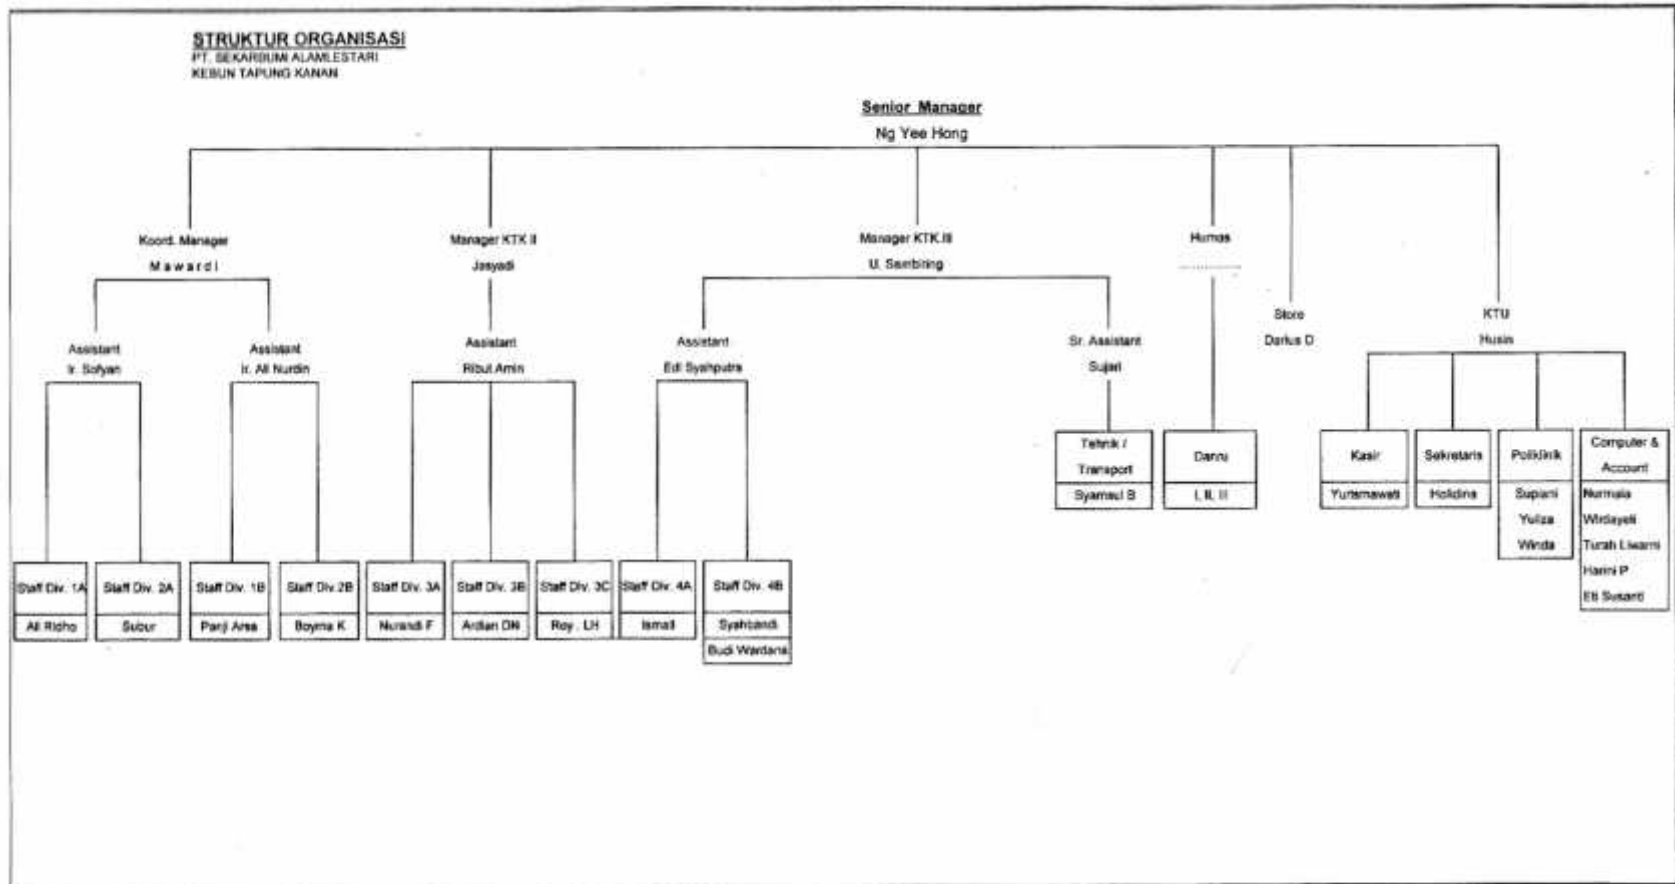 STRUKTUR ORGANISASI
PT. SEKARBUMI ALAMLESTARI
KEBUN TAPUNG KANAN
Senior Manager
Ng Yee Hong
Koord. Manager
Mawardi
Manager KTK II
Jasyadi
Manager KTK.III
U. Sembiring
Humas
Store
Darius D
KTU
Husin
Assistant
Ir. Sofyan
Assistant
Ir. Ali Nurdin
Assistant
Ribut Amin
Assistant
Edi Syahputra
Sr. Assistant
Sujari
Tehnik /
Transport
Syamsul B
Danru
I, II, III
Kasir
Yurismawati
Sekretaris
Holidina
Poliklinik
Supiani
Yuliza
Winda
Computer &
Account
Nurmala
Wirdayati
Turah Liwarni
Harini P
Eti Susanti
Staff Div. 1A
Ali Ridho
Staff Div. 2A
Subur
Staff Div. 1B
Panji Arsa
Staff Div.2B
Boyma K
Staff Div. 3A
Nurandi F
Staff Div. 3B
Ardian DN
Staff Div. 3C
Roy . LH
Staff Div. 4A
Ismail
Staff Div. 4B
Syahbandi
Budi Wardana